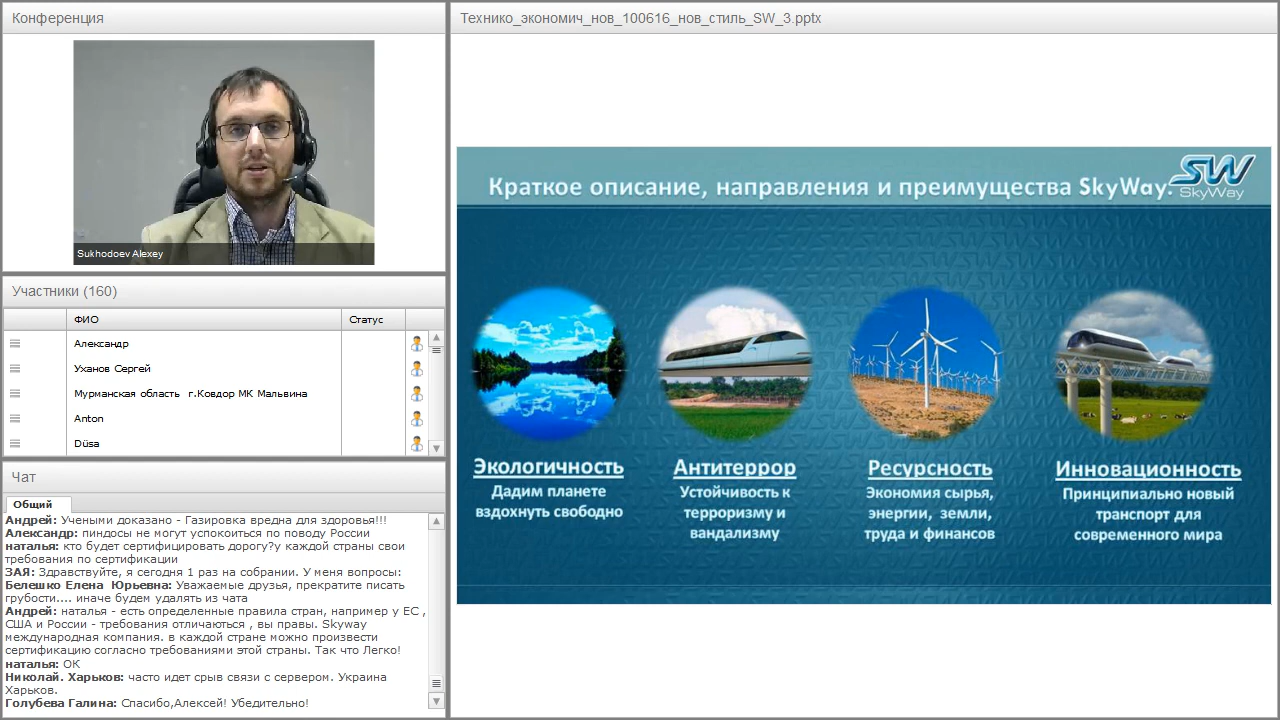 Конференция
Sukhodoev Alexey
Участники (160)
ФИО
Статус
Александр
Уханов Сергей
Мурманская область г.Ковдор МК Мальвина
Anton
Düsa
Чат
Общий
Андрей: Учеными доказано - Газировка вредна для здоровья!!!
Александр: пиндосы не могут успокоиться по поводу России
наталья: кто будет сертифицировать дорогу?у каждой страны свои
требования по сертификации
ЗАЯ: Здравствуйте, я сегодня 1 раз на собрании. У меня вопросы:
Белешко Елена Юрьевна: Уважаемые друзья, прекратите писать
грубости.... иначе будем удалять из чата
Андрей: наталья - есть определенные правила стран, например у ЕС ,
США и России - требования отличаються , вы правы. Skyway
международная компания. в каждой стране можно произвести
сертификацию согласно требованиями этой страны. Так что Легко!
наталья: ОК
Николай. Харьков: часто идет срыв связи с сервером. Украина
Харьков.
Голубева Галина: Спасибо,Алексей! Убедительно!
Технико_экономич_нов_100616_нов_стиль_SW_3.pptx
Краткое описание, направления и преимущества SkyWay.
SW
SkyWay
Экологичность
Дадим планете
вздохнуть свободно
Антитеррор
Устойчивость к
терроризму и
вандализму
Ресурсность
Экономия сырья,
энергии, земли,
труда и финансов
Инновационность
Принципиально новый
транспорт для
современного мира